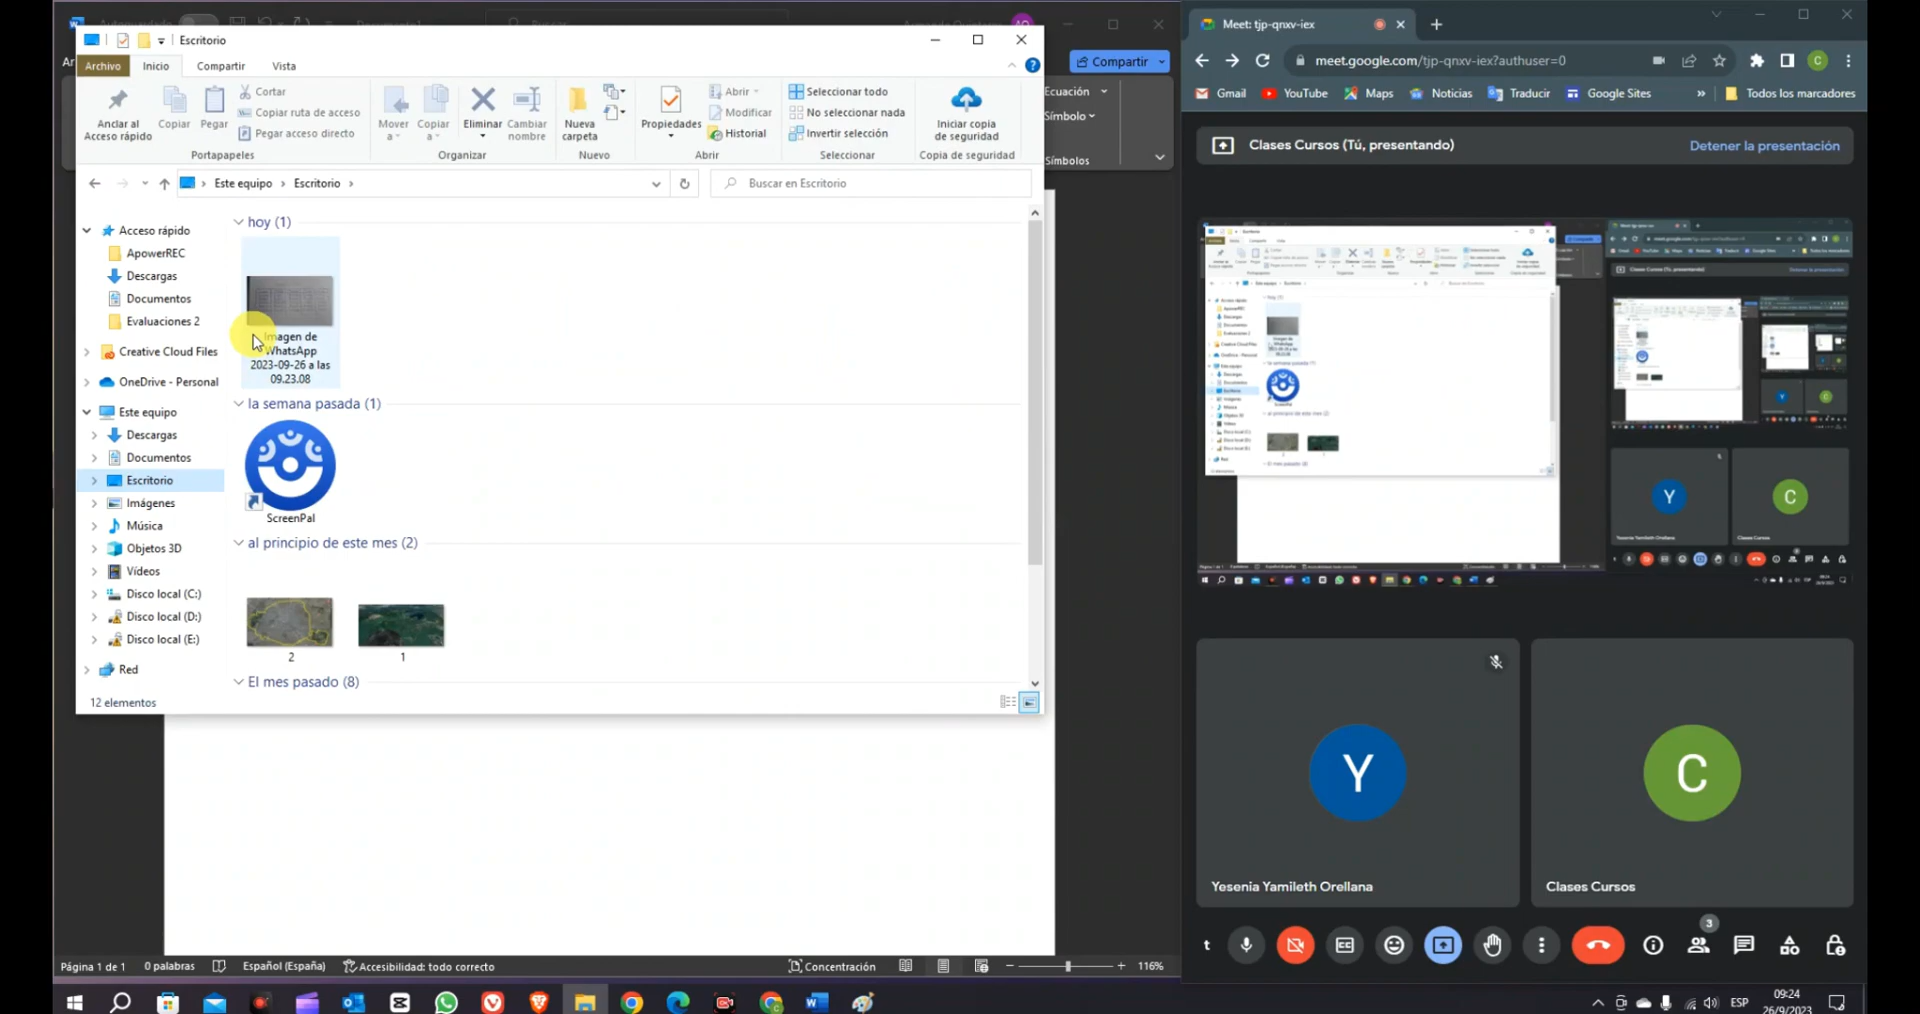 Escritorio
Archivo Inicio Compartir Vista
Compartir
Anclar al Acceso rápido
Copiar
Pegar
Cortar
Copiar ruta de acceso
Pegar acceso directo
Portapapeles
Mover a
Copiar a
Eliminar
Cambiar nombre
Organizar
Nueva carpeta
Nuevo
Propiedades
Abrir
Modificar
Historial
Abrir
Seleccionar todo
No seleccionar nada
Invertir selección
Seleccionar
Iniciar copia de seguridad
Copia de seguridad
Ecuación
Símbolo
Símbolos
Este equipo > Escritorio >
Buscar en Escritorio
Acceso rápido
ApowerREC
Descargas
Documentos
Evaluaciones 2
Creative Cloud Files
OneDrive - Personal
Este equipo
Descargas
Documentos
Escritorio
Imágenes
Música
Objetos 3D
Vídeos
Disco local (C:)
Disco local (D:)
Disco local (E:)
Red
12 elementos
hoy (1)
Imagen de
WhatsApp
2023-09-26 a las
09.23.08
la semana pasada (1)
ScreenPal
al principio de este mes (2)
2
1
El mes pasado (8)
Página 1 de 1 0 palabras Español (España) Accesibilidad: todo correcto Concentración 116%
Meet: tjp-qnxv-iex
meet.google.com/tjp-qnxv-iex?authuser=0
C
Gmail YouTube Maps Noticias Traducir Google Sites » Todos los marcadores
Clases Cursos (Tú, presentando) Detener la presentación
Y
C
Yesenia Yamileth Orellana
Clases Cursos
3
ESP
09:24
26/9/2023